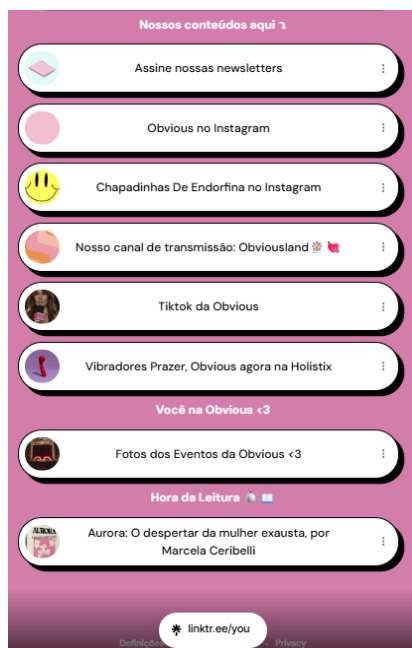 Nossos conteúdos aqui ⤵
Assine nossas newsletters
Obvious no Instagram
Chapadinhas De Endorfina no Instagram
Nosso canal de transmissão: Obviousland 🎡 💘
Tiktok da Obvious
Vibradores Prazer, Obvious agora na Holistix
Você na Obvious <3
Fotos dos Eventos da Obvious <3
Hora da Leitura 🕯️ 📖
AURORA
Aurora: O despertar da mulher exausta, por
Marcela Ceribelli
linktr.ee/you
Definições
Privacy